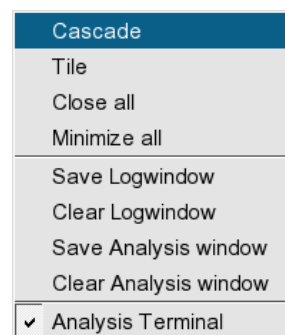 Cascade
Tile
Close all
Minimize all
Save Logwindow
Clear Logwindow
Save Analysis window
Clear Analysis window
Analysis Terminal